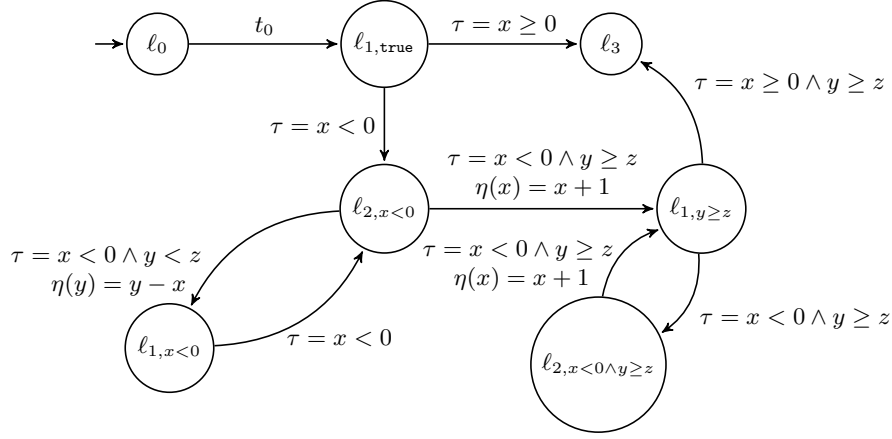 ℓ₀
t₀
ℓ₁,true
τ = x ≥ 0
ℓ₃
τ = x ≥ 0 ∧ y ≥ z
τ = x < 0
τ = x < 0 ∧ y ≥ z
η(x) = x + 1
ℓ₂,x<0
ℓ₁,y≥z
τ = x < 0 ∧ y < z
η(y) = y − x
τ = x < 0 ∧ y ≥ z
η(x) = x + 1
τ = x < 0
τ = x < 0 ∧ y ≥ z
ℓ₁,x<0
ℓ₂,x<0∧y≥z